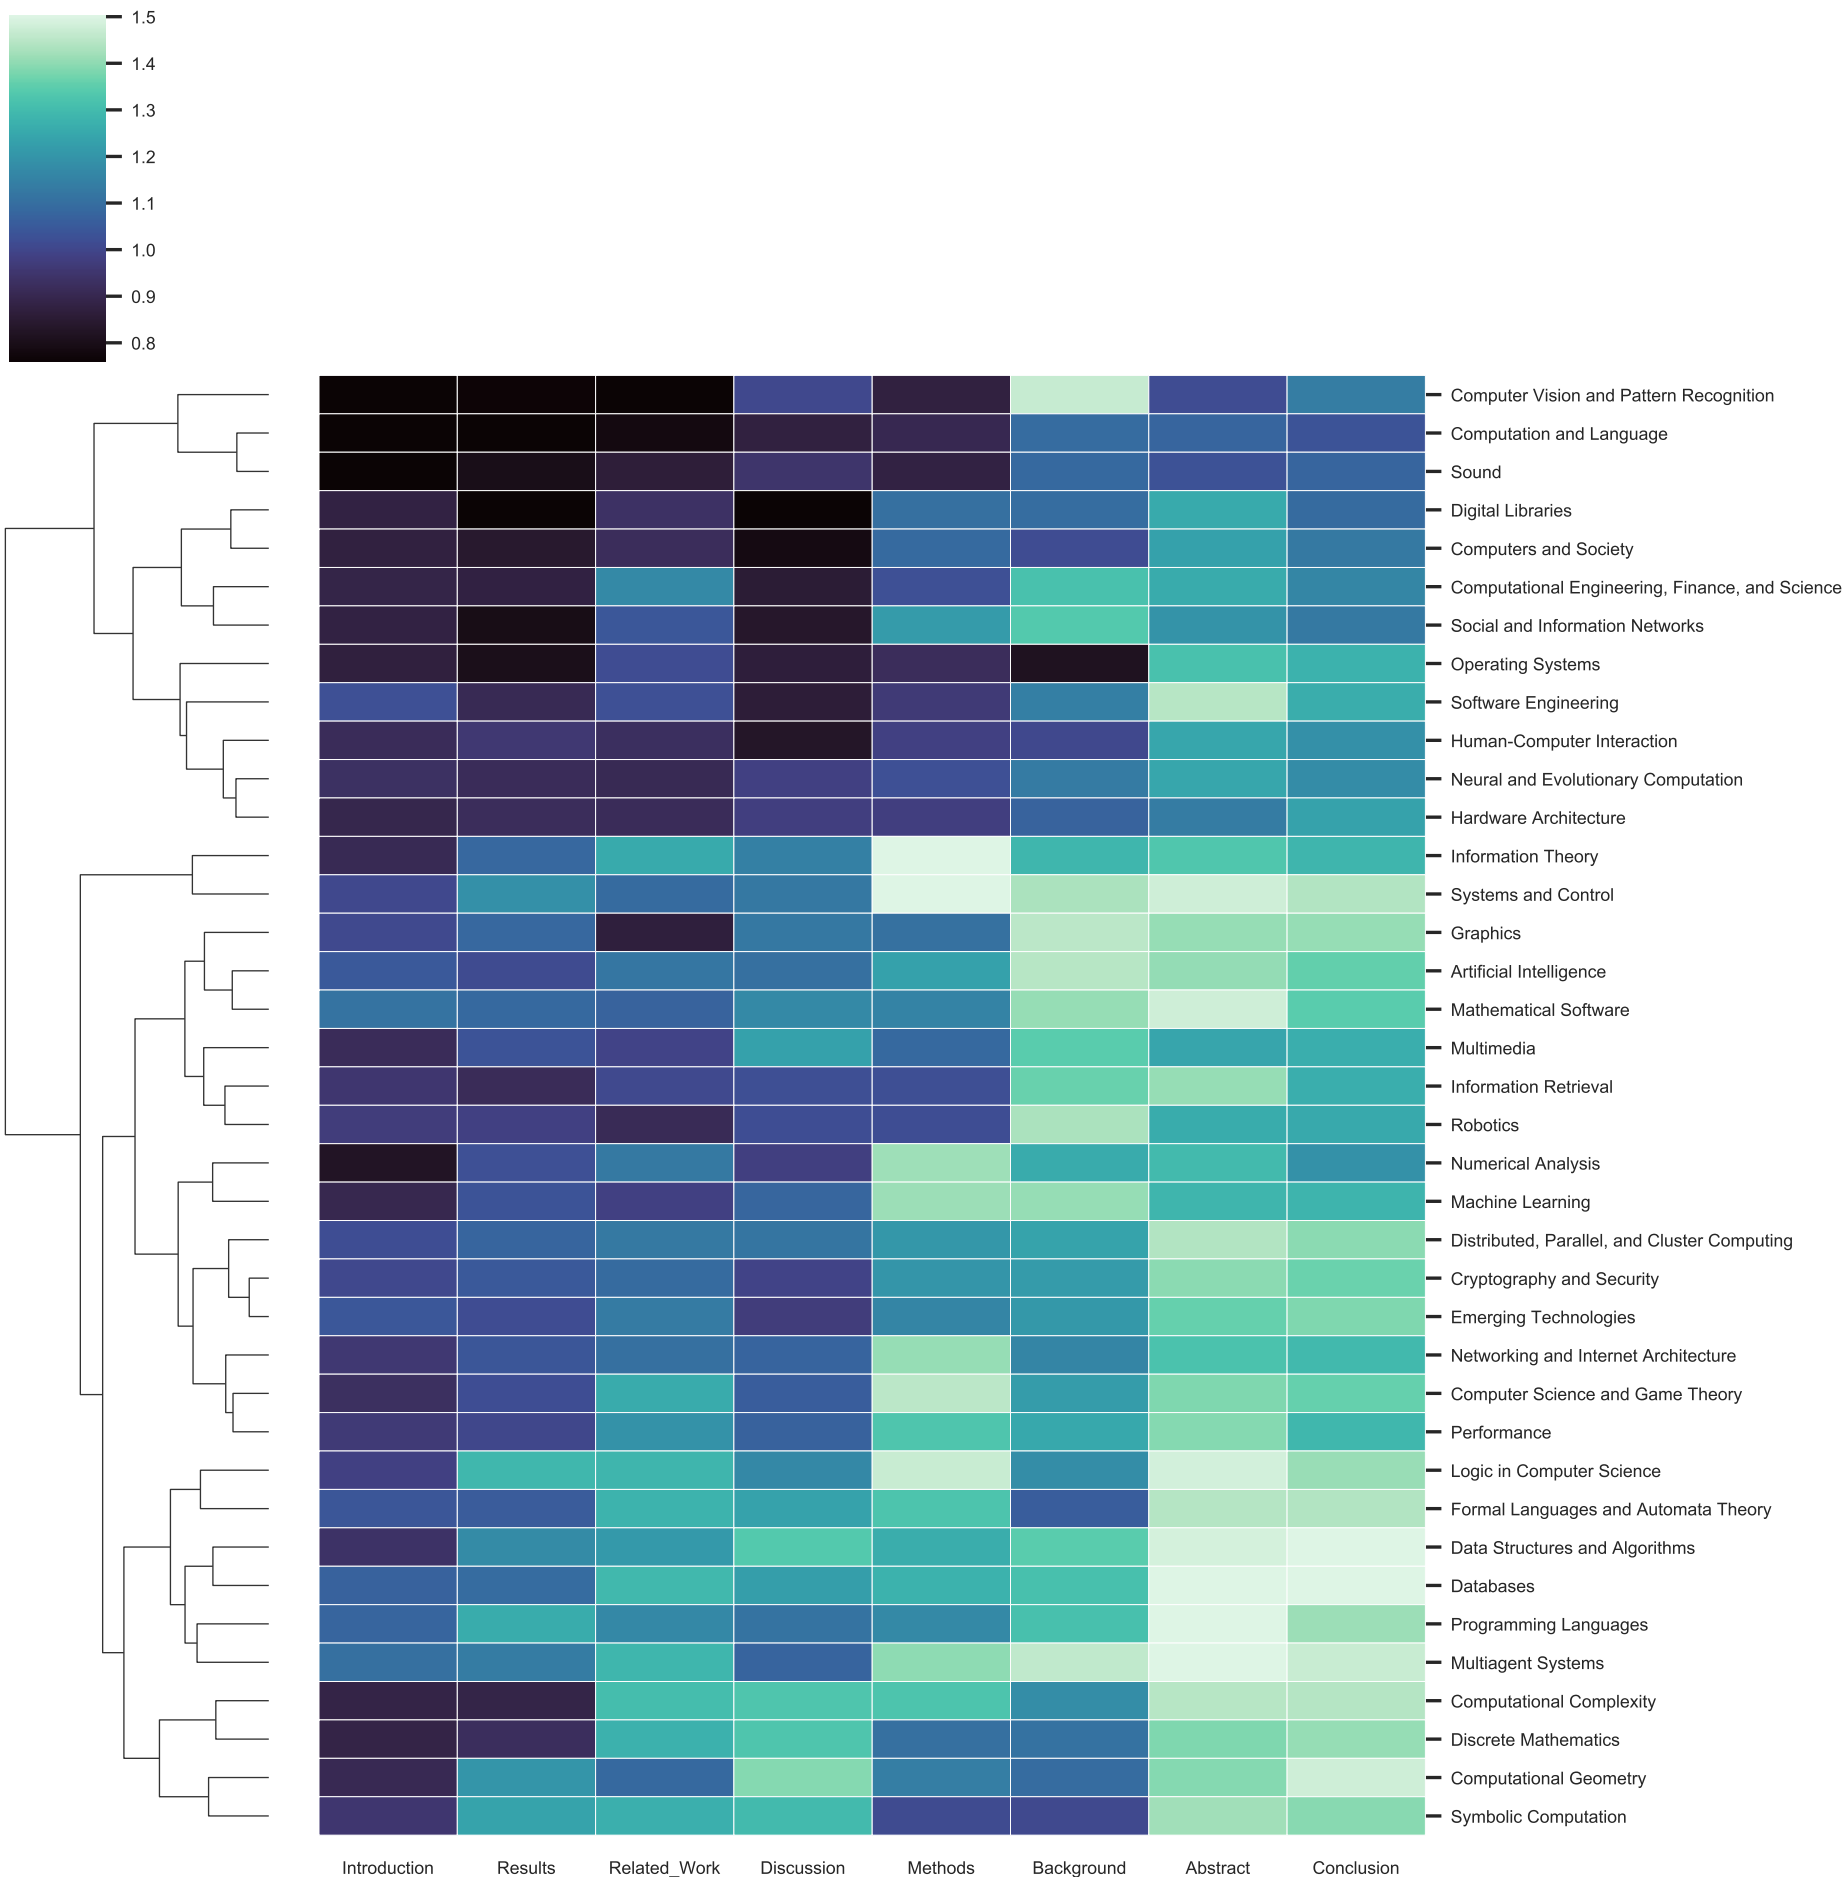 1.5
1.4
1.3
1.2
1.1
1.0
0.9
0.8
Computer Vision and Pattern Recognition
Computation and Language
Sound
Digital Libraries
Computers and Society
Computational Engineering, Finance, and Science
Social and Information Networks
Operating Systems
Software Engineering
Human-Computer Interaction
Neural and Evolutionary Computation
Hardware Architecture
Information Theory
Systems and Control
Graphics
Artificial Intelligence
Mathematical Software
Multimedia
Information Retrieval
Robotics
Numerical Analysis
Machine Learning
Distributed, Parallel, and Cluster Computing
Cryptography and Security
Emerging Technologies
Networking and Internet Architecture
Computer Science and Game Theory
Performance
Logic in Computer Science
Formal Languages and Automata Theory
Data Structures and Algorithms
Databases
Programming Languages
Multiagent Systems
Computational Complexity
Discrete Mathematics
Computational Geometry
Symbolic Computation
Introduction Results Related_Work Discussion Methods Background Abstract Conclusion